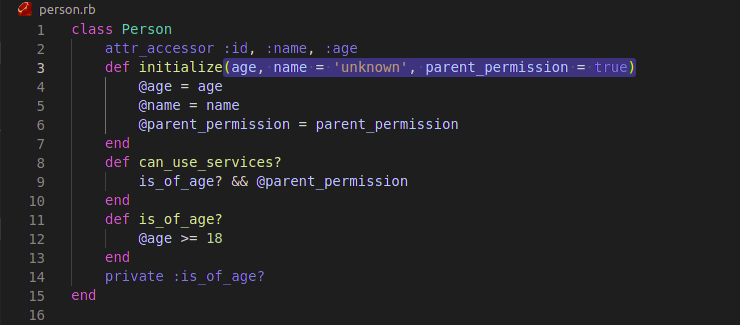 person.rb
1 class Person
2     attr_accessor :id, :name, :age
3     def initialize(age, name = 'unknown', parent_permission = true)
4         @age = age
5         @name = name
6         @parent_permission = parent_permission
7     end
8     def can_use_services?
9         is_of_age? && @parent_permission
10     end
11     def is_of_age?
12         @age >= 18
13     end
14     private :is_of_age?
15 end
16